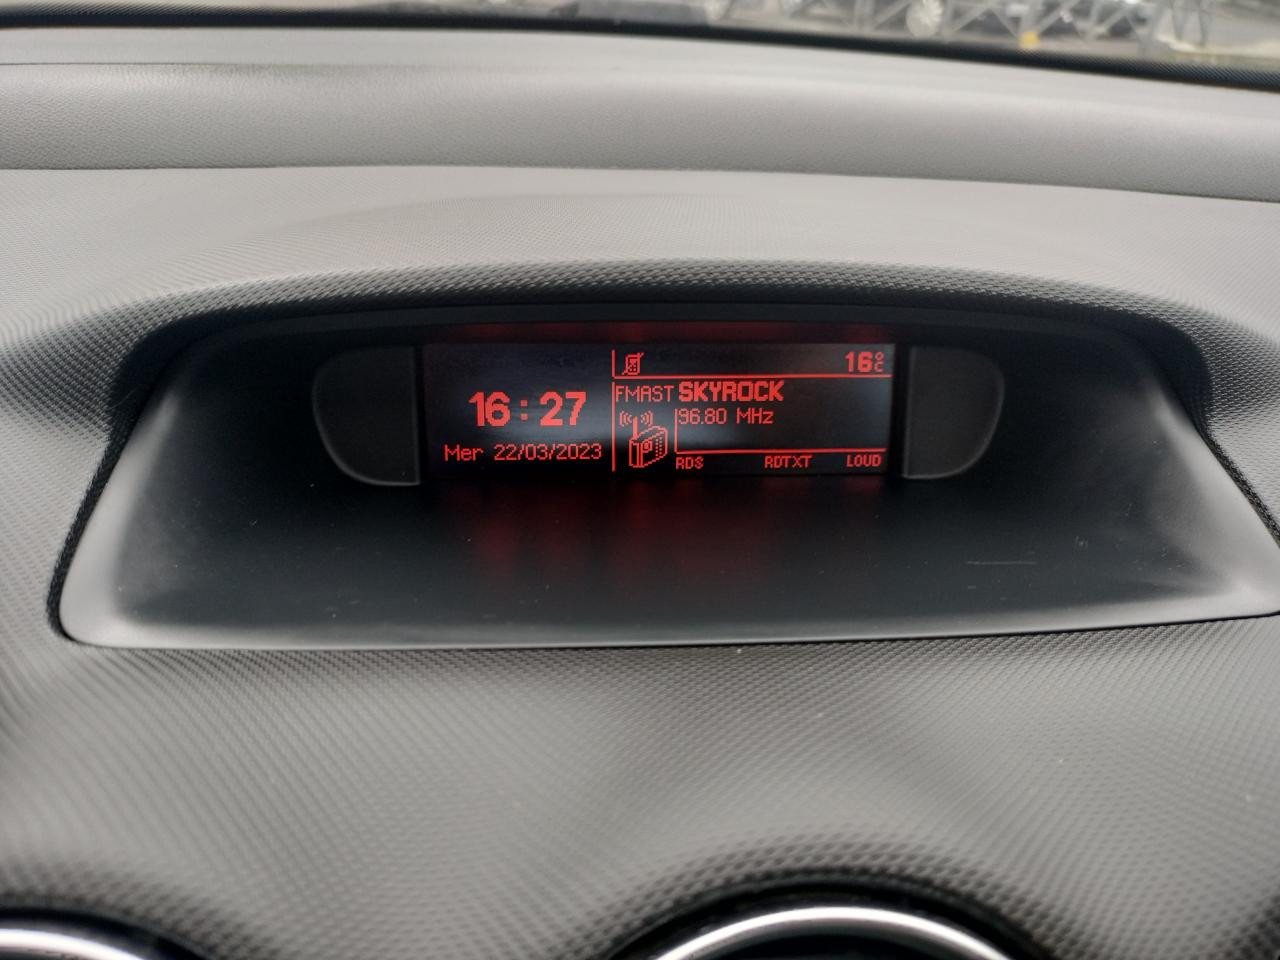 16:27
Mer 22/03/2023
16°C
FMAST SKYROCK
96.80 MHz
RDS RDTXT LOUD